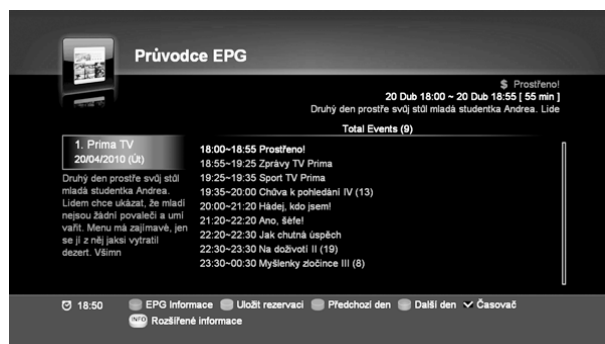 Průvodce EPG
$ Prostřeno!
20 Dub 18:00 ~ 20 Dub 18:55 [ 55 min ]
Druhý den prostře svůj stůl mladá studentka Andrea. Lide
Total Events (9)
1. Prima TV
20/04/2010 (Út)
Druhý den prostře svůj stůl
mladá studentka Andrea.
Lidem chce ukázat, že mladí
nejsou žádní povaleči a umí
vařit. Menu má zajímavé, jen
se jí z něj jaksi vytratil
dezert. Všimn
18:00~18:55 Prostřeno!
18:55~19:25 Zprávy TV Prima
19:25~19:35 Sport TV Prima
19:35~20:00 Chůva k pohledání IV (13)
20:00~21:20 Hádej, kdo jsem!
21:20~22:20 Ano, šéfe!
22:20~22:30 Jak chutná úspěch
22:30~23:30 Na doživotí II (19)
23:30~00:30 Myšlenky zločince III (8)
18:50 EPG Informace Uložit rezervaci Předchozí den Další den Časovač
INFO Rozšířené informace